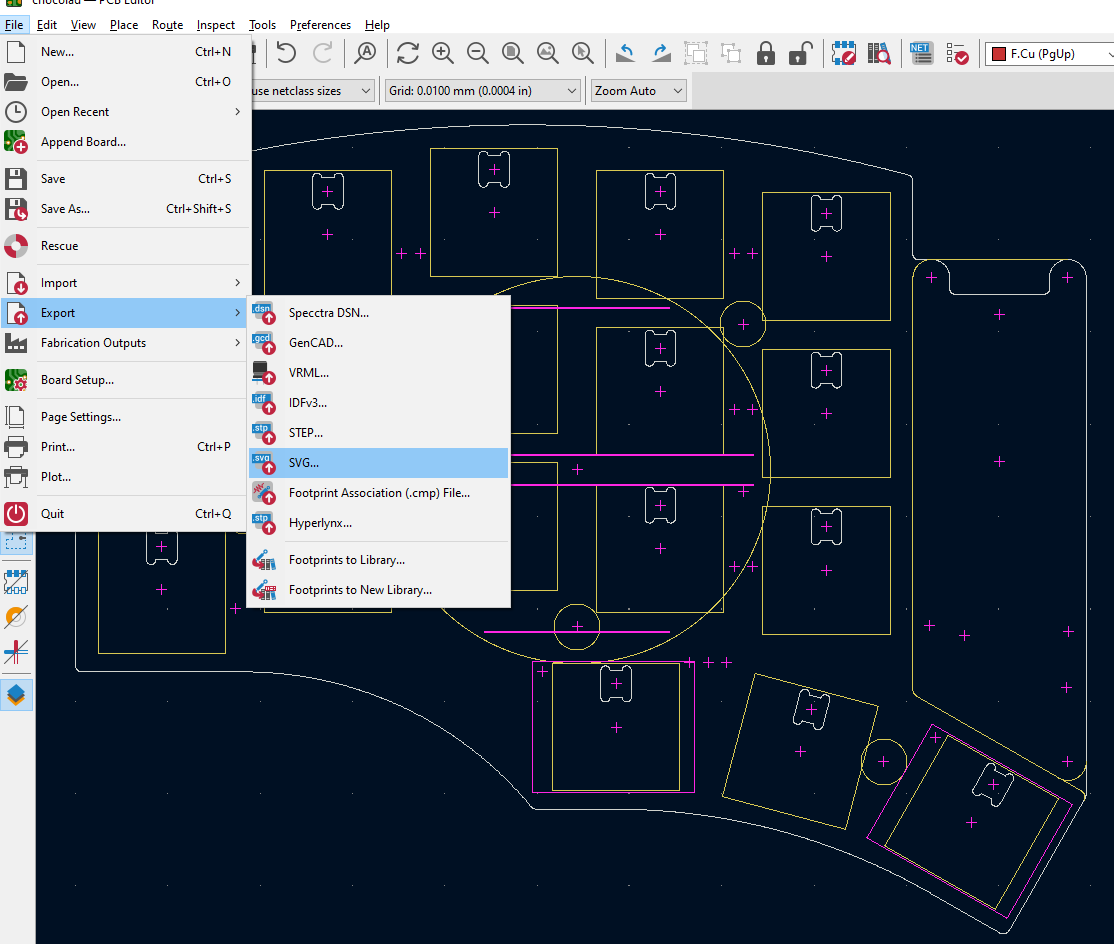 chocolad — PCB Editor
File Edit View Place Route Inspect Tools Preferences Help
New... Ctrl+N
Open... Ctrl+O
Open Recent
Append Board...
Save Ctrl+S
Save As... Ctrl+Shift+S
Rescue
Import
Export
Fabrication Outputs
Board Setup...
Page Settings...
Print... Ctrl+P
Plot...
Quit Ctrl+Q
NET
F.Cu (PgUp)
use netclass sizes
Grid: 0.0100 mm (0.0004 in)
Zoom Auto
.dsn Specctra DSN...
.gcd GenCAD...
VRML...
.idf IDFv3...
.stp STEP...
.svg SVG...
Footprint Association (.cmp) File...
.stp Hyperlynx...
Footprints to Library...
Footprints to New Library...